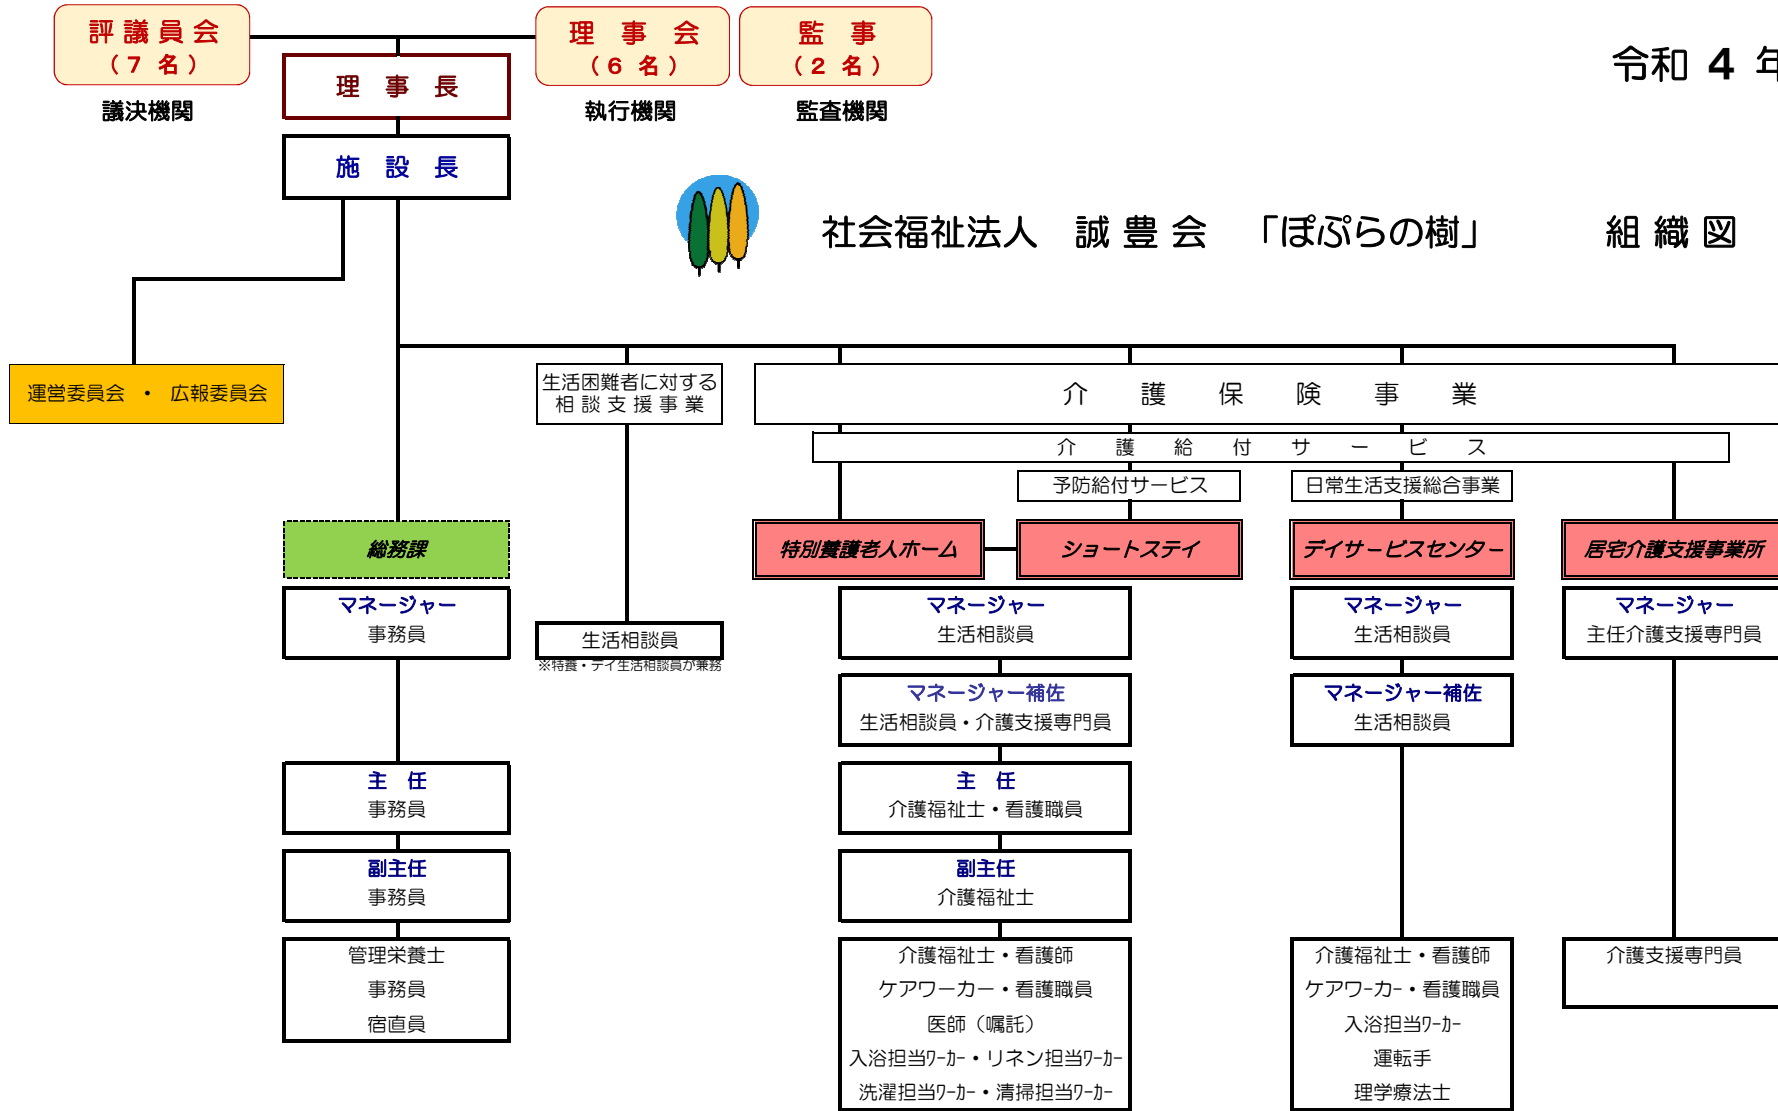 評議員会
（７名）
議決機関
理事会
（６名）
執行機関
監事
（２名）
監査機関
令和 4 年
理事長
施設長
社会福祉法人 誠豊会 「ぽぷらの樹」 組織図
運営委員会 ・ 広報委員会
生活困難者に対する
相談支援事業
介護保険事業
介護給付サービス
予防給付サービス
日常生活支援総合事業
総務課
特別養護老人ホーム
ショートステイ
デイサービスセンター
居宅介護支援事業所
マネージャー
事務員
生活相談員
※特養・デイ生活相談員が兼務
マネージャー
生活相談員
マネージャー
生活相談員
マネージャー
主任介護支援専門員
マネージャー補佐
生活相談員・介護支援専門員
マネージャー補佐
生活相談員
主任
事務員
主任
介護福祉士・看護職員
副主任
事務員
副主任
介護福祉士
管理栄養士
事務員
宿直員
介護福祉士・看護師
ケアワーカー・看護職員
医師（嘱託）
入浴担当ﾜｰｶｰ・リネン担当ﾜｰｶｰ
洗濯担当ﾜｰｶｰ・清掃担当ﾜｰｶｰ
介護福祉士・看護師
ケアワｰカｰ・看護職員
入浴担当ﾜｰｶｰ
運転手
理学療法士
介護支援専門員